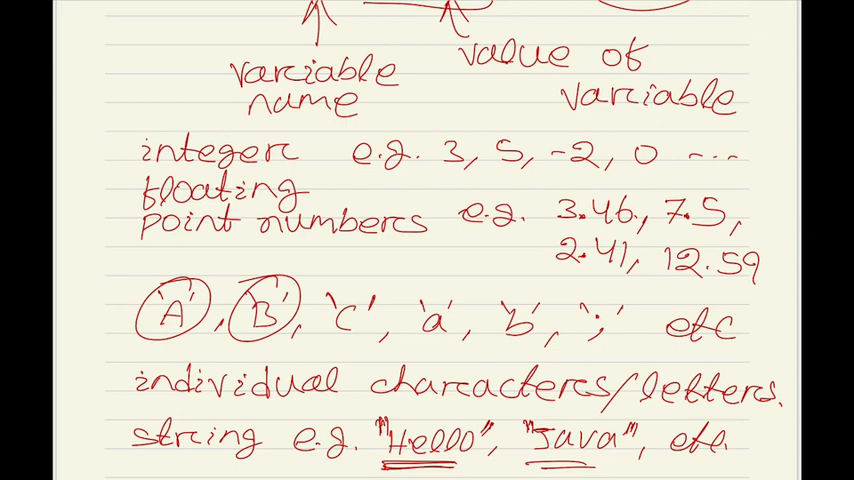 variable value of
name variable
integer e.g. 3, 5, -2, 0 ...
floating
point numbers e.g. 3.46, 7.5,
2.41, 12.59
'A', 'B', 'c', 'a', 'b', ';' etc
individual characters/letters.
string e.g. "Hello", "Java", etc.